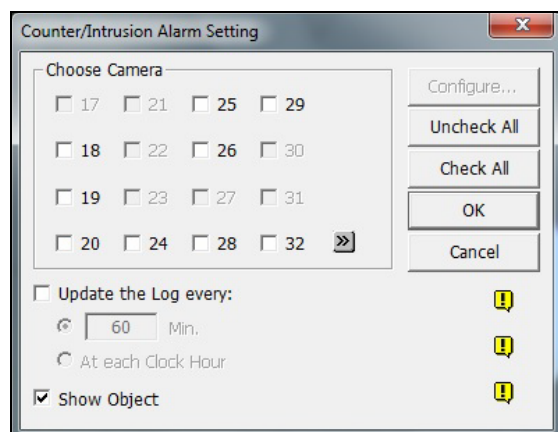 Counter/Intrusion Alarm Setting
x
Choose Camera
17 21 25 29
18 22 26 30
19 23 27 31
20 24 28 32 »
Configure...
Uncheck All
Check All
OK
Cancel
Update the Log every:
60 Min.
At each Clock Hour
Show Object